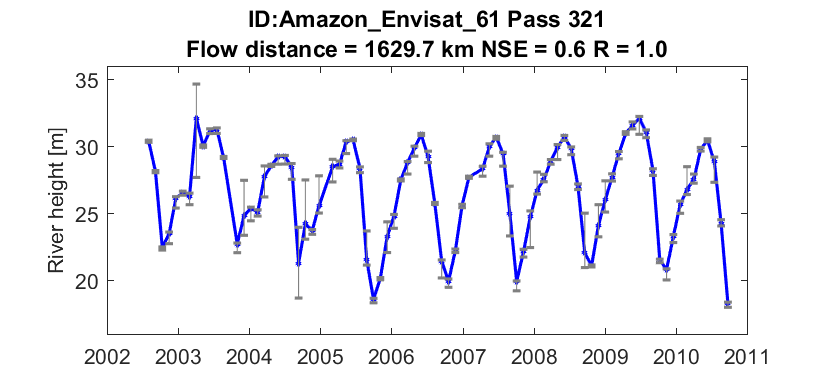 ID:Amazon_Envisat_61 Pass 321
Flow distance = 1629.7 km NSE = 0.6 R = 1.0
River height [m]
35
30
25
20
2002 2003 2004 2005 2006 2007 2008 2009 2010 2011